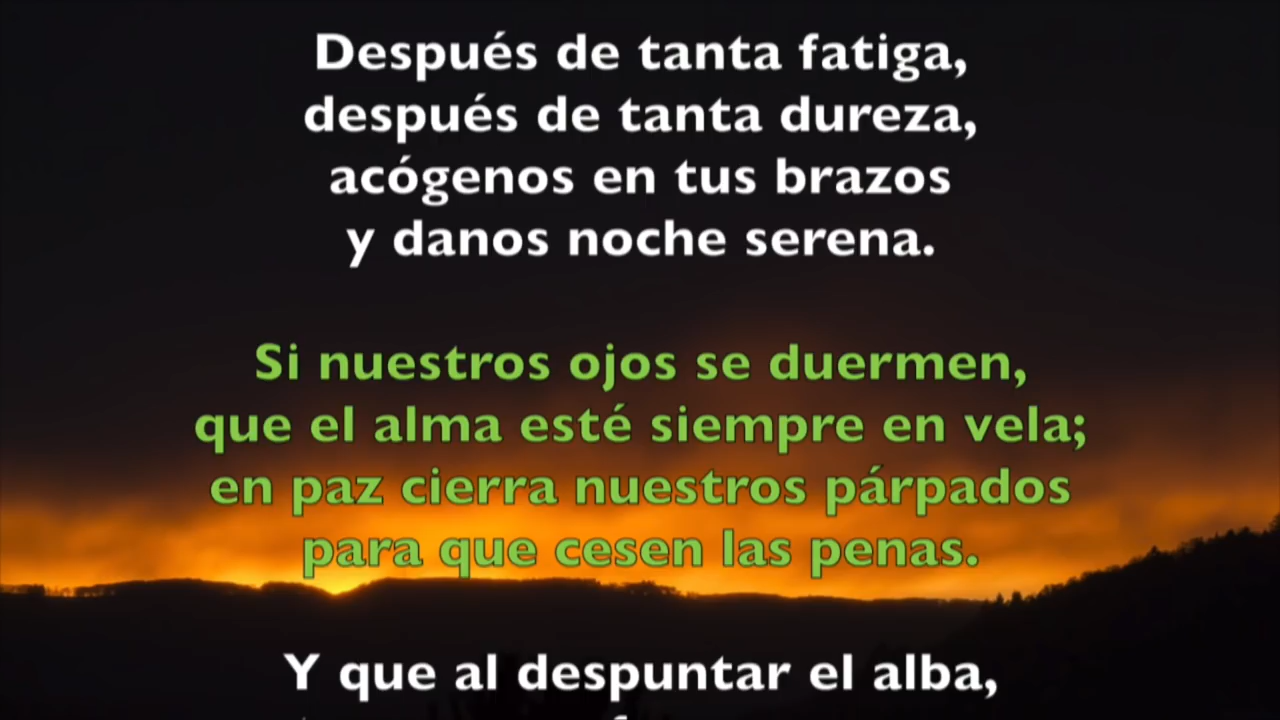 Después de tanta fatiga,
después de tanta dureza,
acógenos en tus brazos
y danos noche serena.
Si nuestros ojos se duermen,
que el alma esté siempre en vela;
en paz cierra nuestros párpados
para que cesen las penas.
Y que al despuntar el alba,